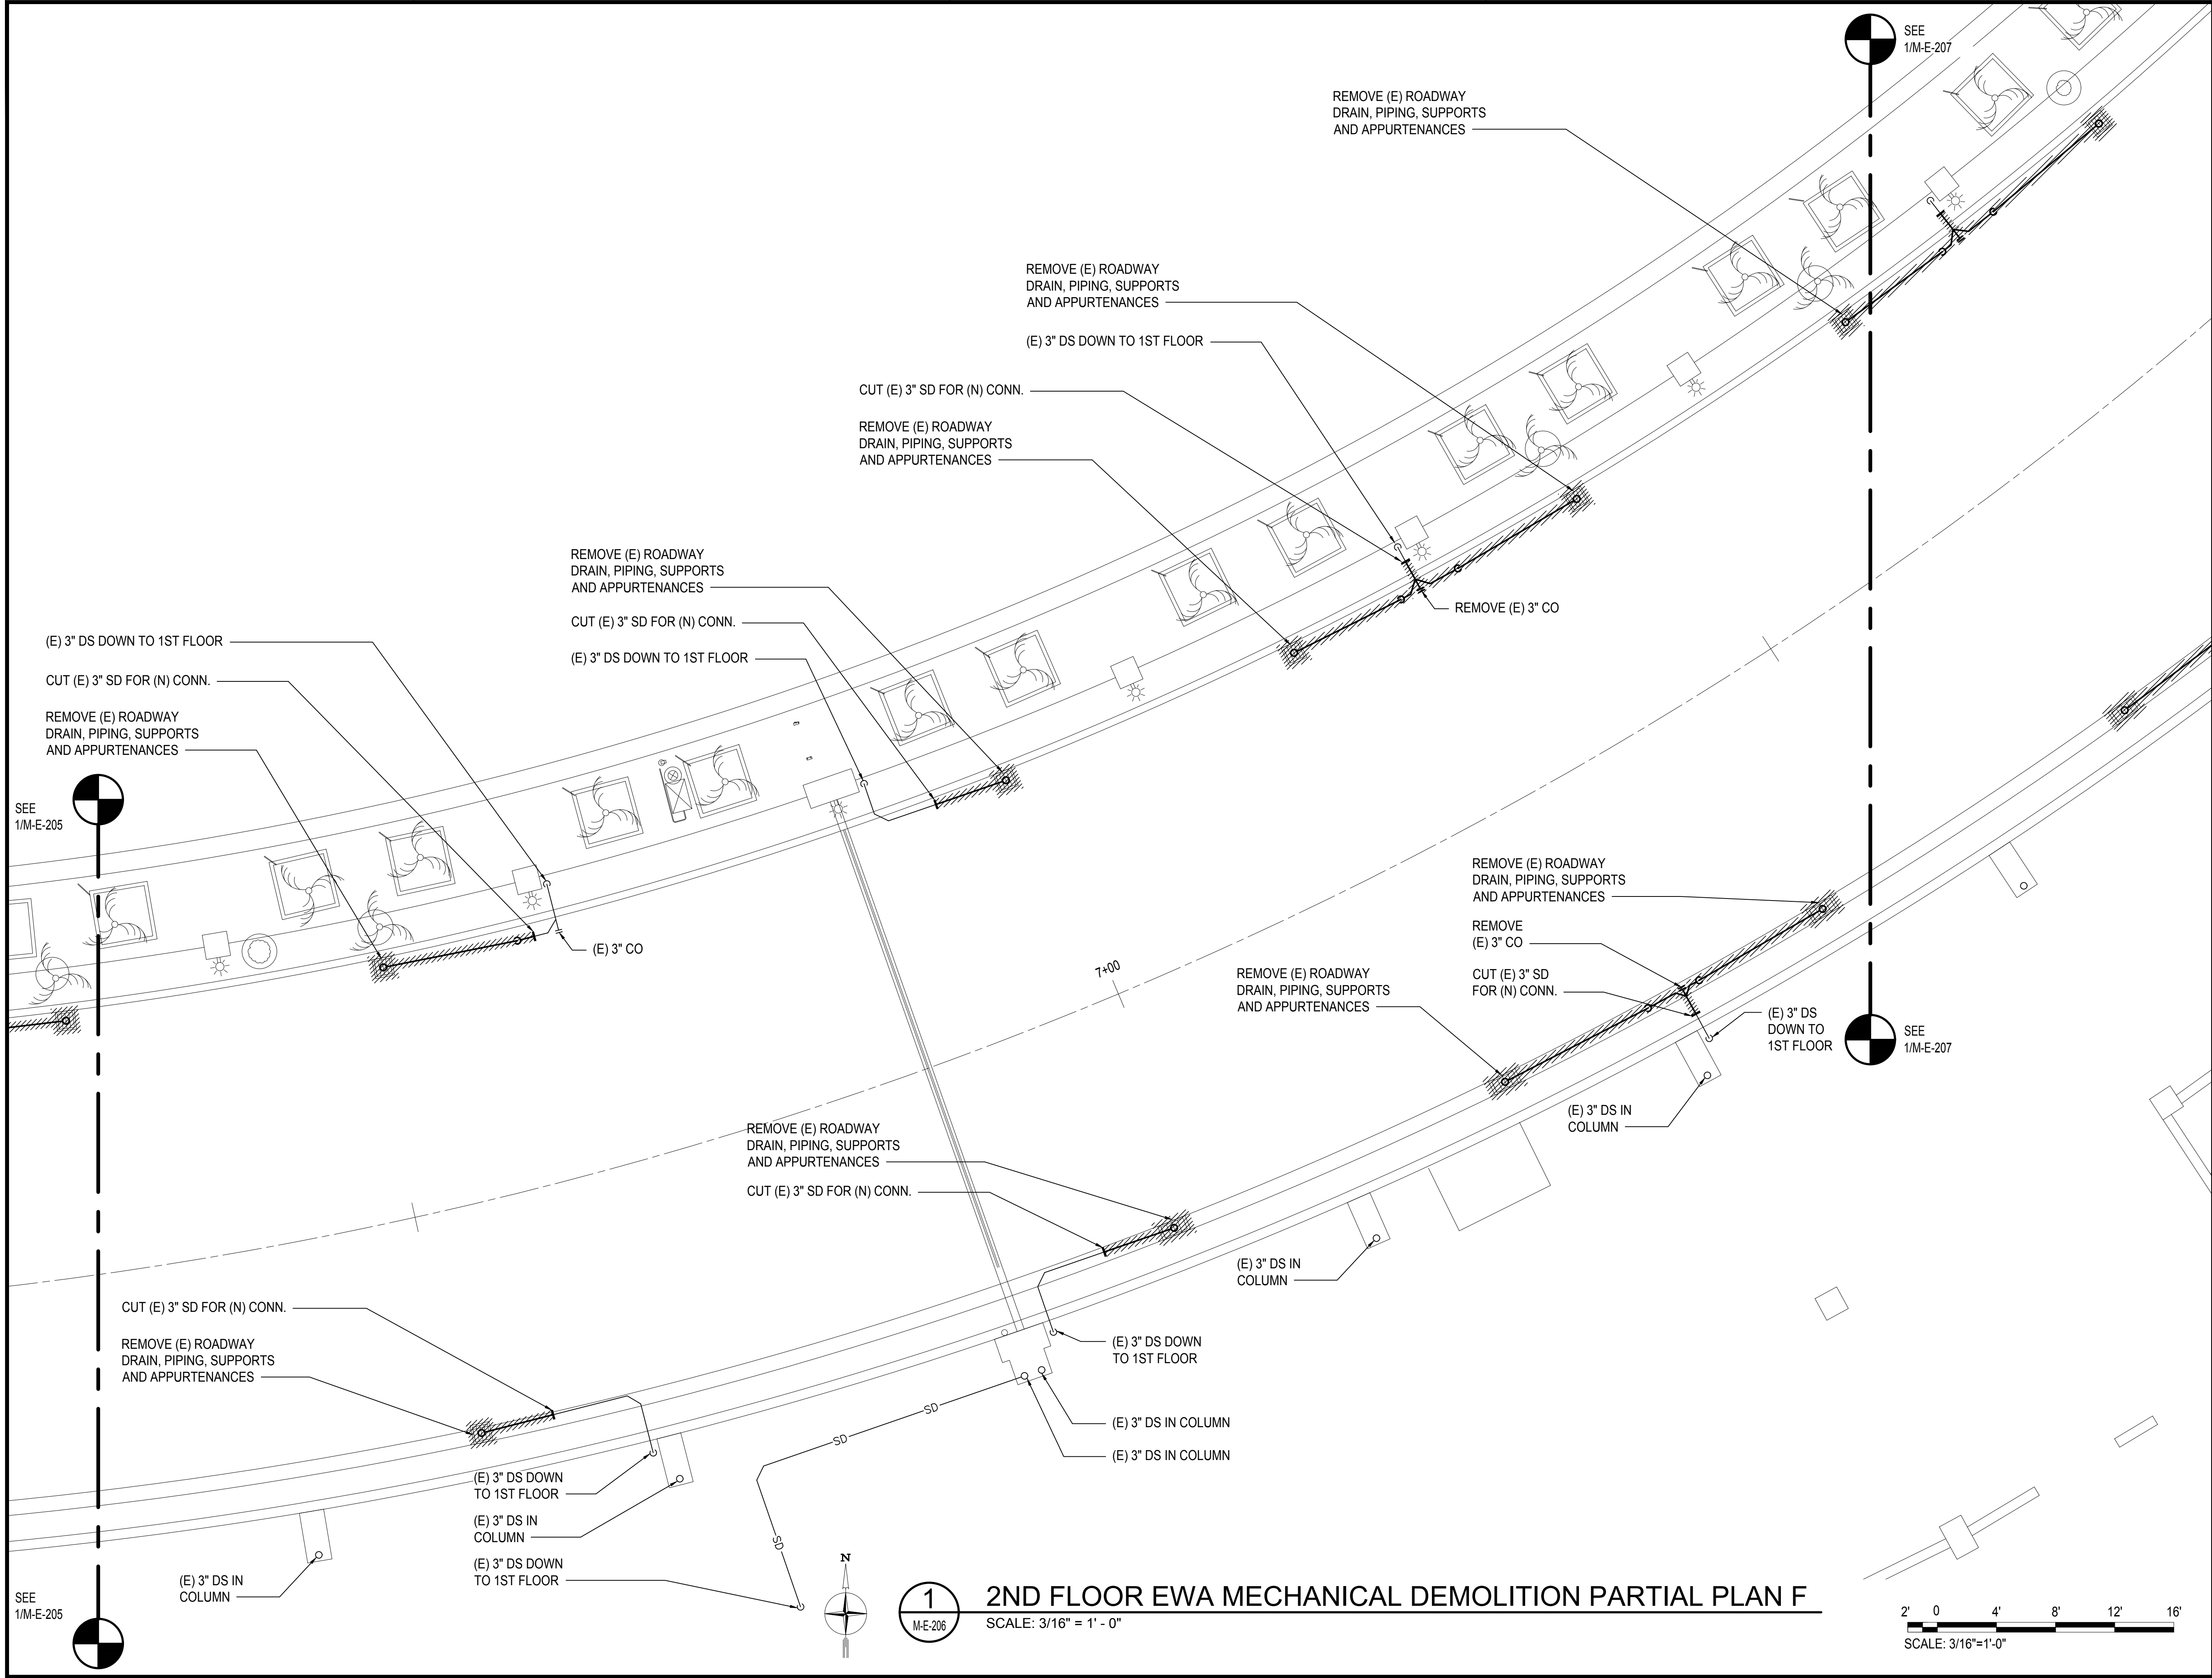 SEE
1/M-E-207
REMOVE (E) ROADWAY
DRAIN, PIPING, SUPPORTS
AND APPURTENANCES
REMOVE (E) ROADWAY
DRAIN, PIPING, SUPPORTS
AND APPURTENANCES
(E) 3" DS DOWN TO 1ST FLOOR
CUT (E) 3" SD FOR (N) CONN.
REMOVE (E) ROADWAY
DRAIN, PIPING, SUPPORTS
AND APPURTENANCES
REMOVE (E) 3" CO
REMOVE (E) ROADWAY
DRAIN, PIPING, SUPPORTS
AND APPURTENANCES
CUT (E) 3" SD FOR (N) CONN.
(E) 3" DS DOWN TO 1ST FLOOR
(E) 3" DS DOWN TO 1ST FLOOR
CUT (E) 3" SD FOR (N) CONN.
REMOVE (E) ROADWAY
DRAIN, PIPING, SUPPORTS
AND APPURTENANCES
SEE
1/M-E-205
(E) 3" CO
7+00
REMOVE (E) ROADWAY
DRAIN, PIPING, SUPPORTS
AND APPURTENANCES
REMOVE
(E) 3" CO
CUT (E) 3" SD
FOR (N) CONN.
REMOVE (E) ROADWAY
DRAIN, PIPING, SUPPORTS
AND APPURTENANCES
(E) 3" DS
DOWN TO
1ST FLOOR
SEE
1/M-E-207
(E) 3" DS IN
COLUMN
REMOVE (E) ROADWAY
DRAIN, PIPING, SUPPORTS
AND APPURTENANCES
CUT (E) 3" SD FOR (N) CONN.
(E) 3" DS IN
COLUMN
CUT (E) 3" SD FOR (N) CONN.
REMOVE (E) ROADWAY
DRAIN, PIPING, SUPPORTS
AND APPURTENANCES
(E) 3" DS DOWN
TO 1ST FLOOR
SD
SD
SD
(E) 3" DS IN COLUMN
(E) 3" DS IN COLUMN
(E) 3" DS DOWN
TO 1ST FLOOR
(E) 3" DS IN
COLUMN
(E) 3" DS DOWN
TO 1ST FLOOR
(E) 3" DS IN
COLUMN
SEE
1/M-E-205
N
1
M-E-206
2ND FLOOR EWA MECHANICAL DEMOLITION PARTIAL PLAN F
SCALE: 3/16" = 1' - 0"
2' 0 4' 8' 12' 16'
SCALE: 3/16"=1'-0"